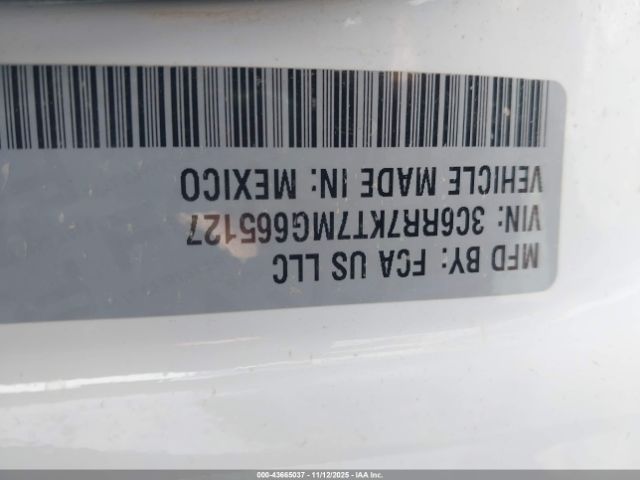 MFD BY: FCA US LLC
VIN: 3C6RR7KT7MG665127
VEHICLE MADE IN: MEXICO
000-43665037 - 11/12/2025 - IAA Inc.